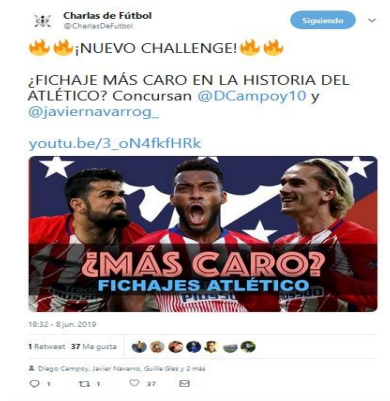 Charlas de Fútbol
@CharlasDeFutbol
Siguiendo
¡NUEVO CHALLENGE!
¿FICHAJE MÁS CARO EN LA HISTORIA DEL
ATLÉTICO? Concursan @DCampoy10 y
@javiernavarrog_
youtu.be/3_oN4fkfHRk
¿MÁS CARO?
FICHAJES ATLÉTICO
Plus500
18:32 - 8 jun. 2019
1 Retweet 37 Me gusta
Diego Campoy, Javier Navarro, Guille Glez y 2 más
1 1 37